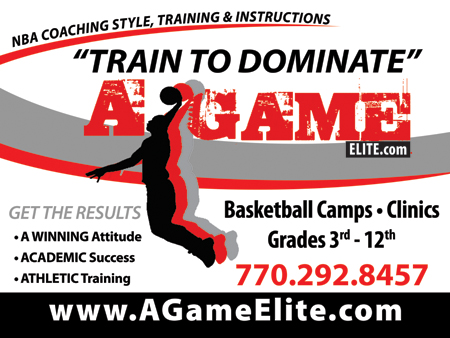 NBA COACHING STYLE, TRAINING & INSTRUCTIONS
“TRAIN TO DOMINATE”
A GAME
ELITE.com
GET THE RESULTS
• A WINNING Attitude
• ACADEMIC Success
• ATHLETIC Training
Basketball Camps • Clinics
Grades 3rd - 12th
770.292.8457
www.AGameElite.com